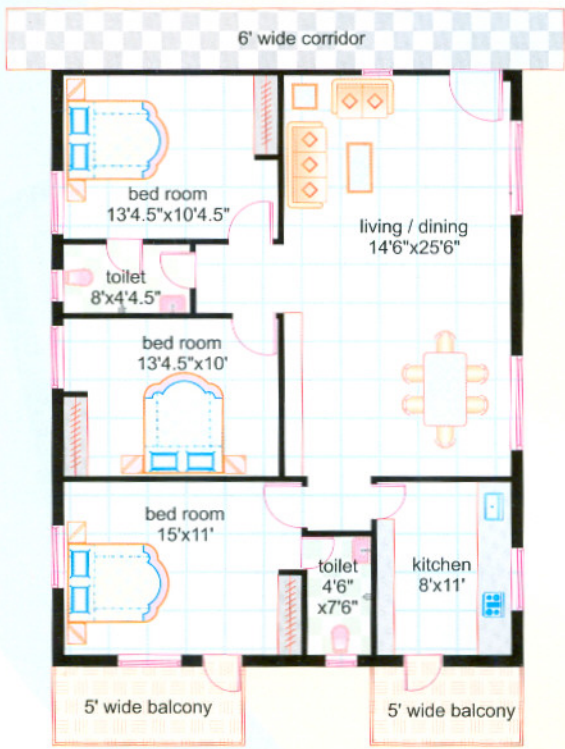 6' wide corridor
bed room
13'4.5"x10'4.5"
living / dining
14'6"x25'6"
toilet
8'x4'4.5"
bed room
13'4.5"x10'
bed room
15'x11'
toilet
4'6"
x7'6"
kitchen
8'x11'
5' wide balcony
5' wide balcony